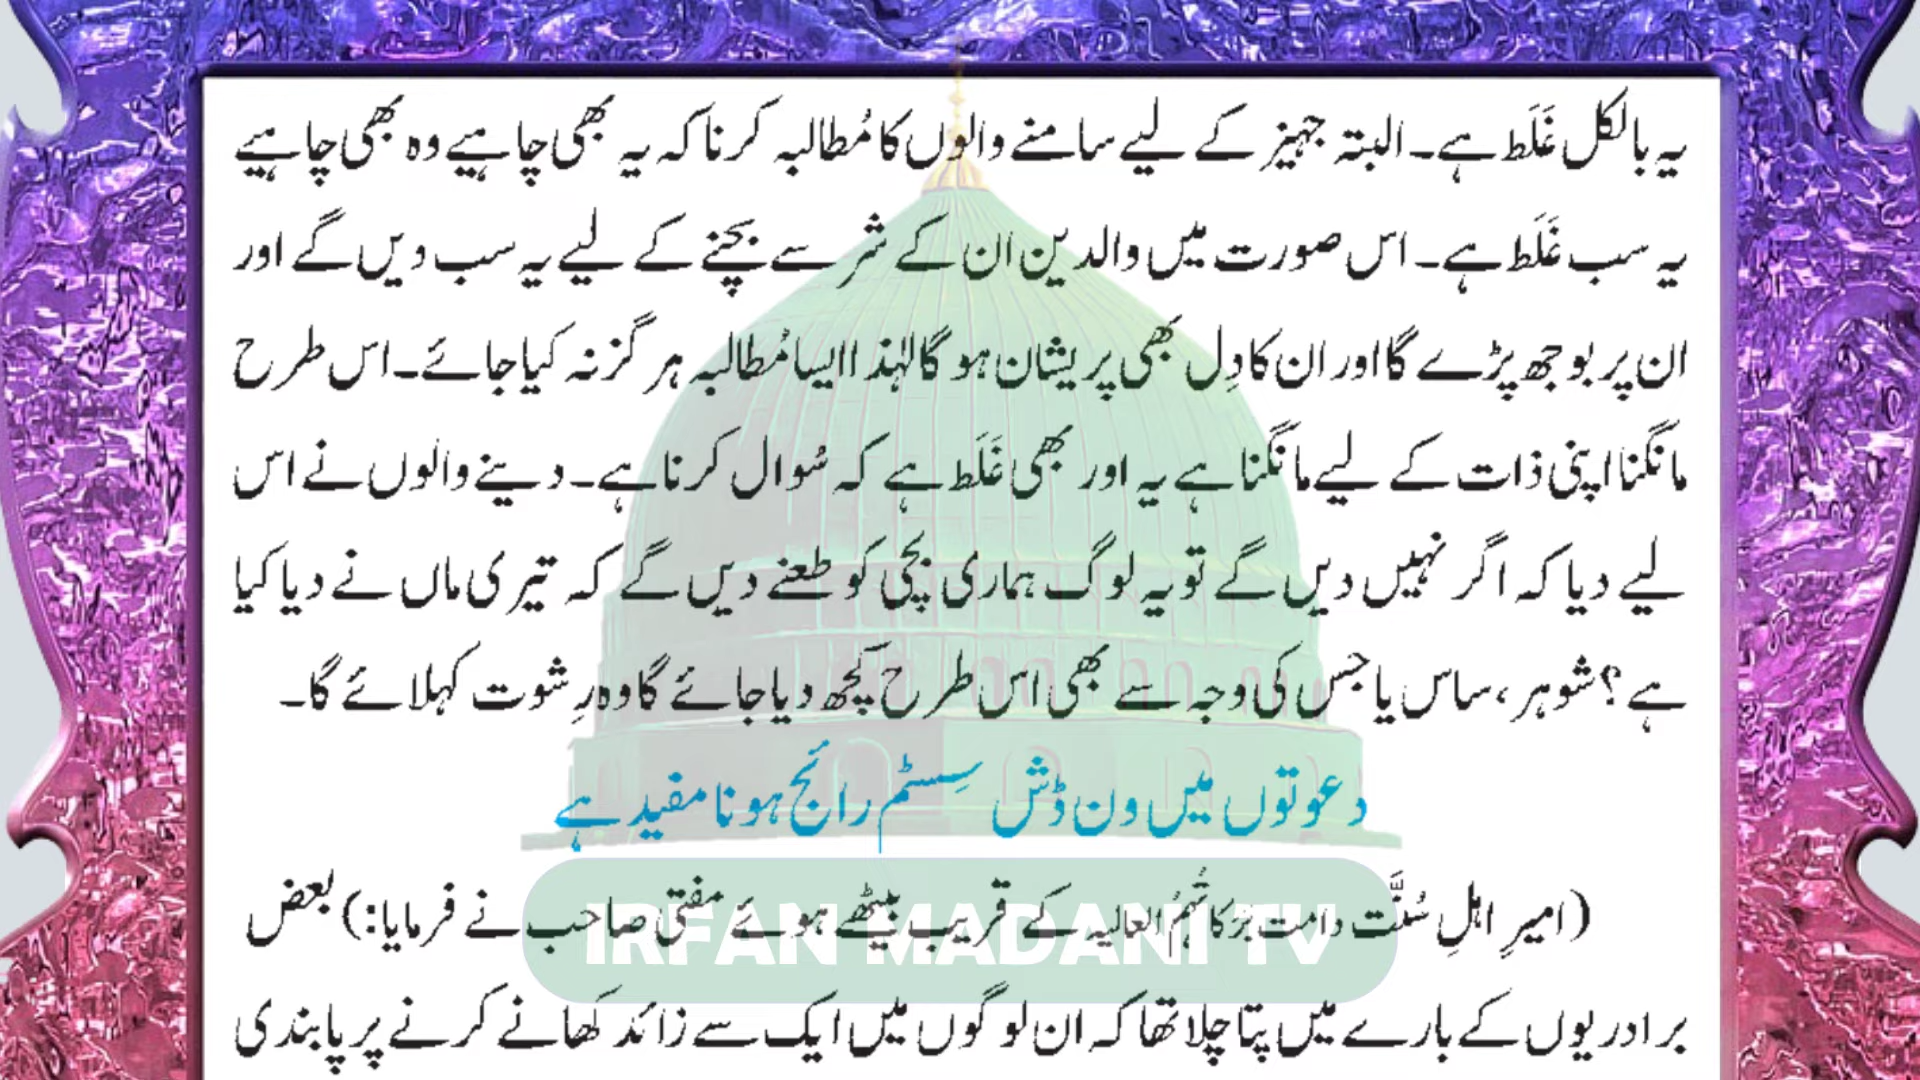 یہ بالکل غَلَط ہے۔ البتہ جہیز کے لیے سامنے والوں کا مُطالبہ کرنا کہ یہ بھی چاہیے وہ بھی چاہیے
یہ سب غَلَط ہے۔ اس صورت میں والدین ان کے شر سے بچنے کے لیے یہ سب دیں گے اور
ان پر بوجھ پڑے گا اور ان کا دِل بھی پریشان ہو گا لہٰذا ایسا مُطالبہ ہر گز نہ کیا جائے۔ اس طرح
مانگنا اپنی ذات کے لیے مانگنا ہے یہ اور بھی غَلَط ہے کہ سُوال کرنا ہے۔ دینے والوں نے اس
لیے دیا کہ اگر نہیں دیں گے تو یہ لوگ ہماری بچی کو طعنے دیں گے کہ تیری ماں نے دیا کیا
ہے؟ شوہر، ساس یا جس کی وجہ سے بھی اس طرح کچھ دیا جائے گا وہ رِشوت کہلائے گا۔
دعوتوں میں ون ڈش سِسٹم رائج ہونا مفید ہے
(امیرِ اہلِ سُنَّت دامت بَرَکاتُہُمُ العالیہ کے قریب بیٹھے ہوئے مفتی صاحب نے فرمایا:) بعض
IRFAN MADANI TV
برادریوں کے بارے میں پتا چلا تھا کہ ان لوگوں میں ایک سے زائد کھانے کرنے پر پابندی